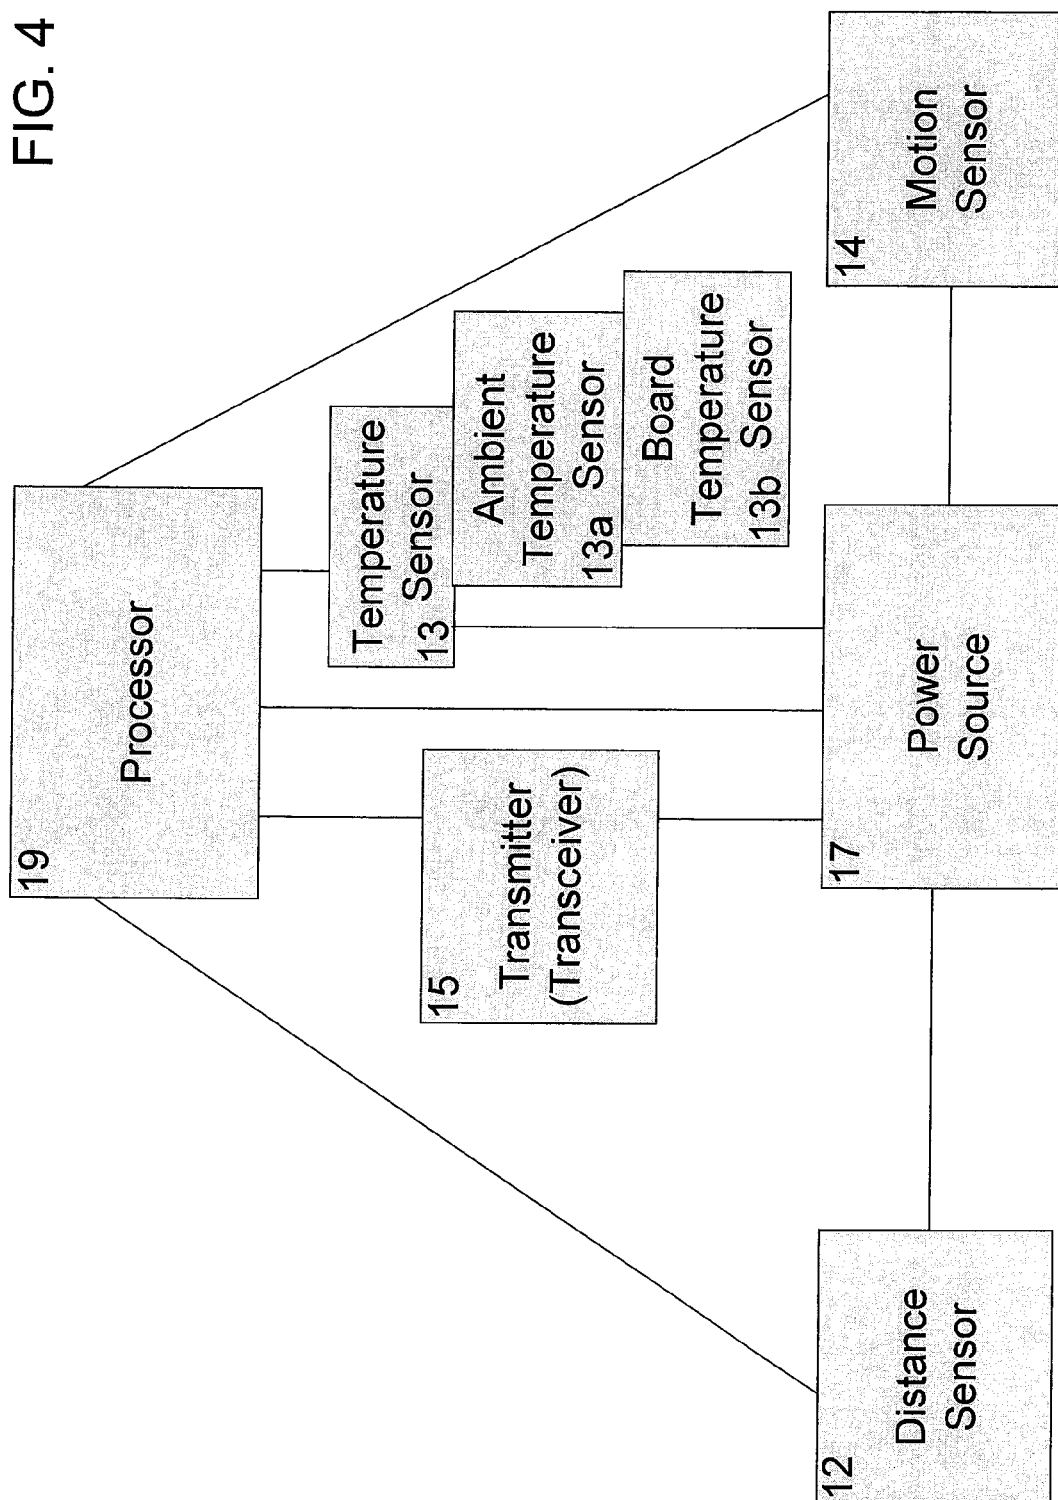 FIG. 4
19
Processor
Temperature
13 Sensor
Ambient
Temperature
13a Sensor
Board
Temperature
13b Sensor
15
Transmitter
(Transceiver)
12
Distance
Sensor
17
Power
Source
14
Motion
Sensor